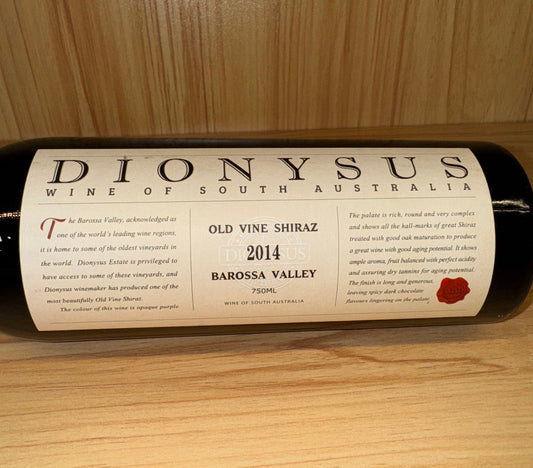 DIONYSUS
WINE OF SOUTH AUSTRALIA
The Barossa Valley, acknowledged as
one of the world's leading wine regions,
it is home to some of the oldest vineyards in
the world. Dionysus Estate is privileged to
have access to some of these vineyards, and
Dionysus winemaker has produced one of the
most beautifully Old Vine Shiraz.
The colour of this wine is opaque purple
OLD VINE SHIRAZ
2014
BAROSSA VALLEY
750ML
WINE OF SOUTH AUSTRALIA
The palate is rich, round and very complex
and shows all the hall-marks of great Shiraz
treated with good oak maturation to produce
a great wine with good aging potential. It shows
ample aroma, fruit balanced with perfect acidity
and assuring dry tannins for aging potential.
The finish is long and generous,
leaving spicy dark chocolate
flavours lingering on the palate